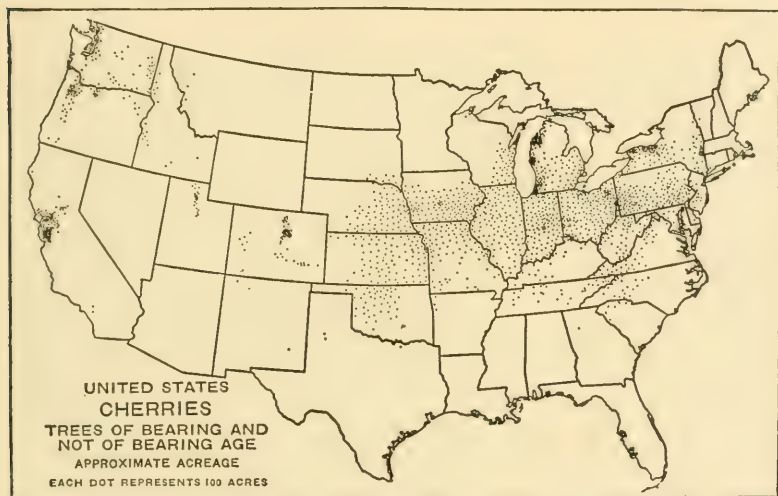 UNITED STATES
CHERRIES
TREES OF BEARING AND
NOT OF BEARING AGE
APPROXIMATE ACREAGE
EACH DOT REPRESENTS 100 ACRES